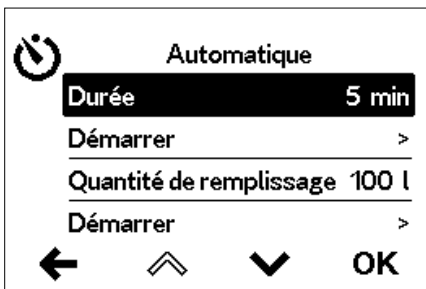 Automatique
Durée 5 min
Démarrer >
Quantité de remplissage 100 l
Démarrer >
OK